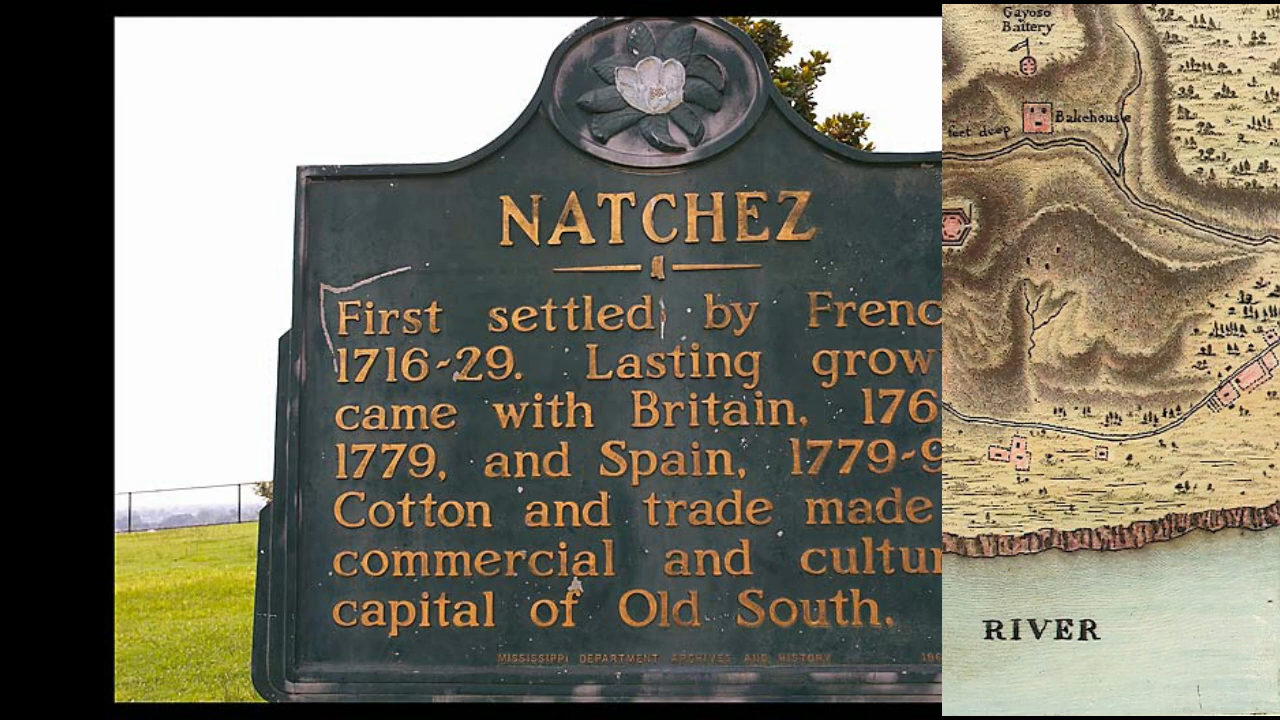 NATCHEZ
First settled by Frenc
1716-29. Lasting grow
came with Britain, 176
1779, and Spain, 1779-9
Cotton and trade made
commercial and cultur
capital of Old South.
MISSISSIPPI DEPARTMENT ARCHIVES AND HISTORY 196
Gayoso
Battery
Bakehouse
feet deep
RIVER